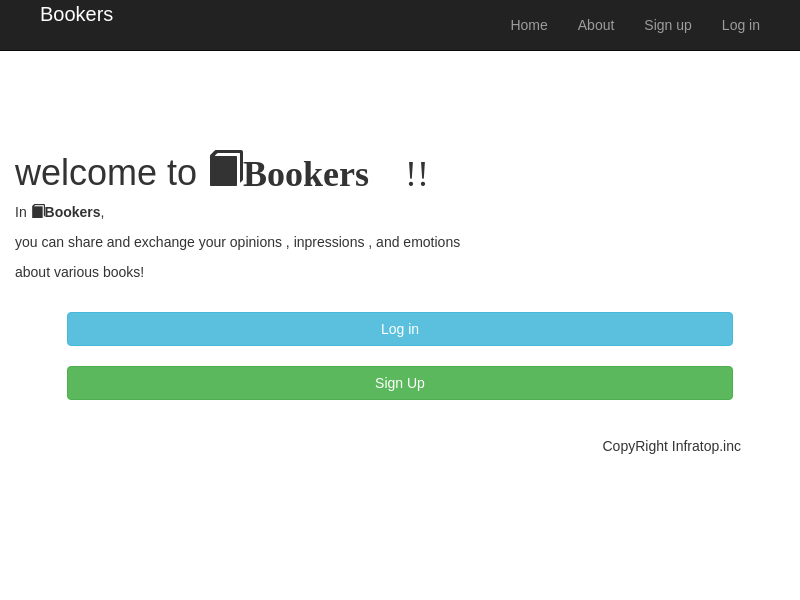 Bookers
Home About Sign up Log in
welcome to Bookers !!
In Bookers,
you can share and exchange your opinions , inpressions , and emotions
about various books!
Log in
Sign Up
CopyRight Infratop.inc